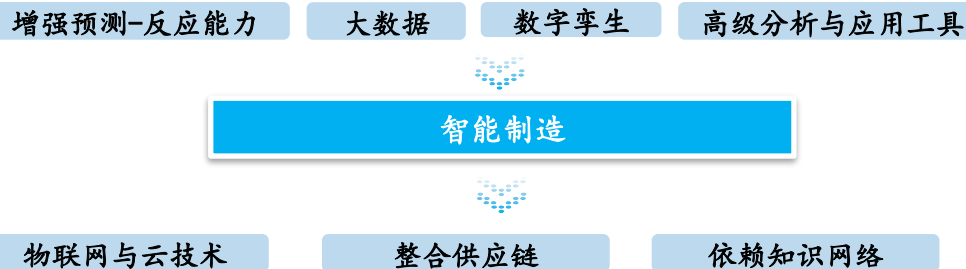 增强预测-反应能力 大数据 数字孪生 高级分析与应用工具
智能制造
物联网与云技术 整合供应链 依赖知识网络